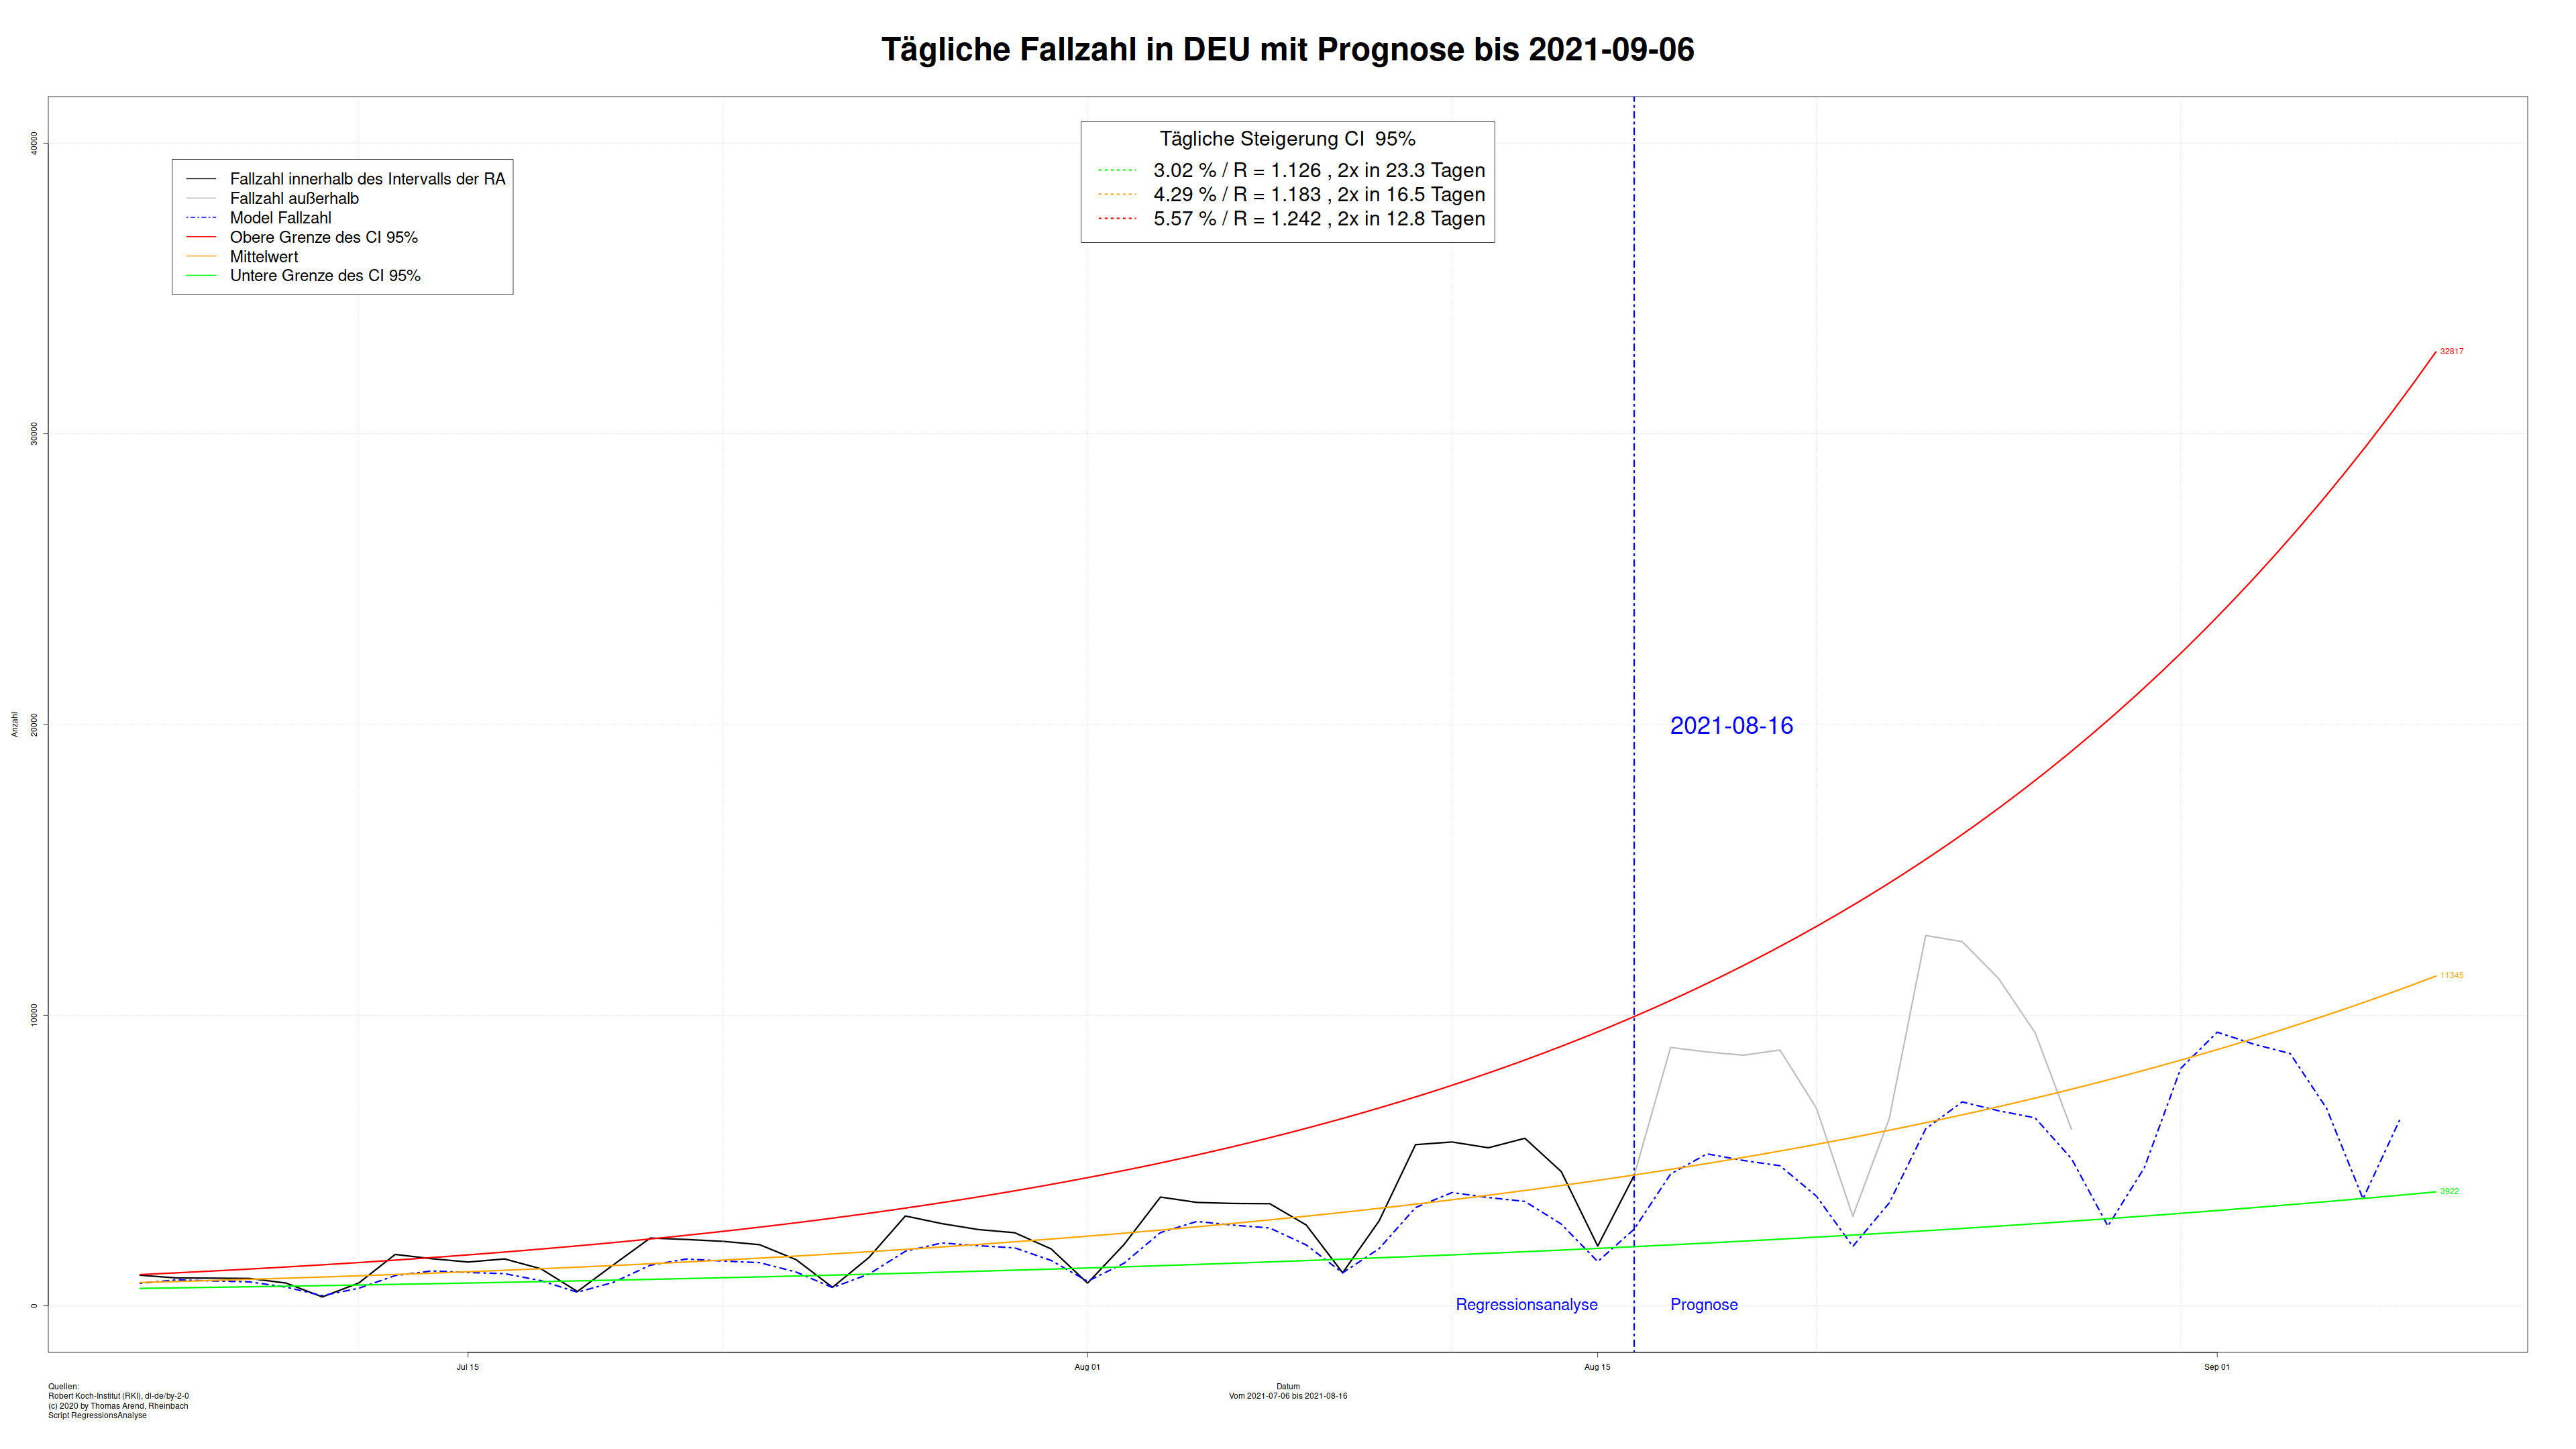 Tägliche Fallzahl in DEU mit Prognose bis 2021-09-06
Tägliche Steigerung CI 95%
3.02 % / R = 1.126 , 2x in 23.3 Tagen
4.29 % / R = 1.183 , 2x in 16.5 Tagen
5.57 % / R = 1.242 , 2x in 12.8 Tagen
Fallzahl innerhalb des Intervalls der RA
Fallzahl außerhalb
Model Fallzahl
Obere Grenze des CI 95%
Mittelwert
Untere Grenze des CI 95%
40000
30000
20000
10000
0
Anzahl
32817
11345
3922
2021-08-16
Regressionsanalyse
Prognose
Jul 15
Aug 01
Aug 15
Sep 01
Datum
Vom 2021-07-06 bis 2021-08-16
Quellen:
Robert Koch-Institut (RKI), dl-de/by-2-0
(c) 2020 by Thomas Arend, Rheinbach
Script RegressionsAnalyse